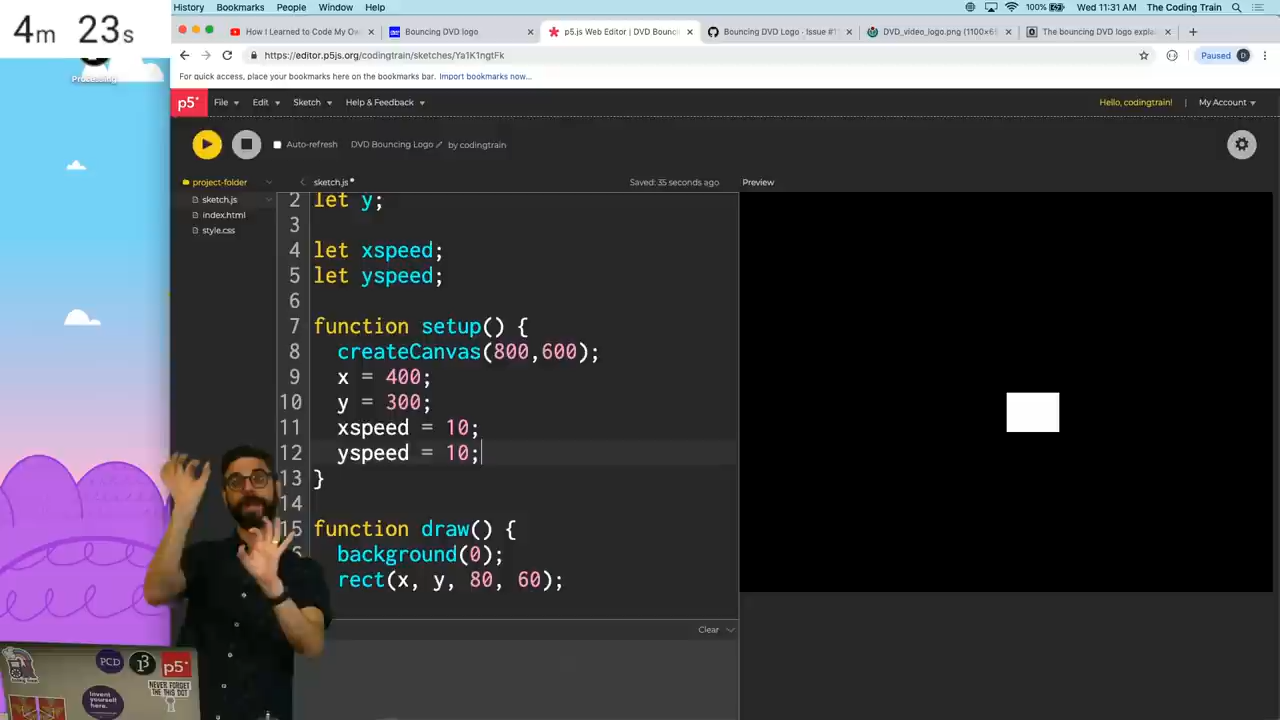 4m 23s
History Bookmarks People Window Help
100% Wed 11:31 AM The Coding Train
How I Learned to Code My Ow
Bouncing DVD logo
p5.js Web Editor | DVD Bounc
Bouncing DVD Logo · Issue #1
DVD_video_logo.png (1100×65
The bouncing DVD logo expla
https://editor.p5js.org/codingtrain/sketches/Ya1K1ngtFk
Paused D
For quick access, place your bookmarks here on the bookmarks bar. Import bookmarks now...
Processing
p5* File Edit Sketch Help & Feedback
Hello, codingtrain! | My Account
Auto-refresh DVD Bouncing Logo by codingtrain
project-folder
sketch.js
index.html
style.css
sketch.js
Saved: 35 seconds ago
Preview
2 let y;
3
4 let xspeed;
5 let yspeed;
6
7 function setup() {
8 createCanvas(800,600);
9 x = 400;
10 y = 300;
11 xspeed = 10;
12 yspeed = 10;
13 }
14
15 function draw() {
6 background(0);
rect(x, y, 80, 60);
Clear
PCD
p5*
NEVER FORGET
THE THIS DOT
Invent
yourself
here.